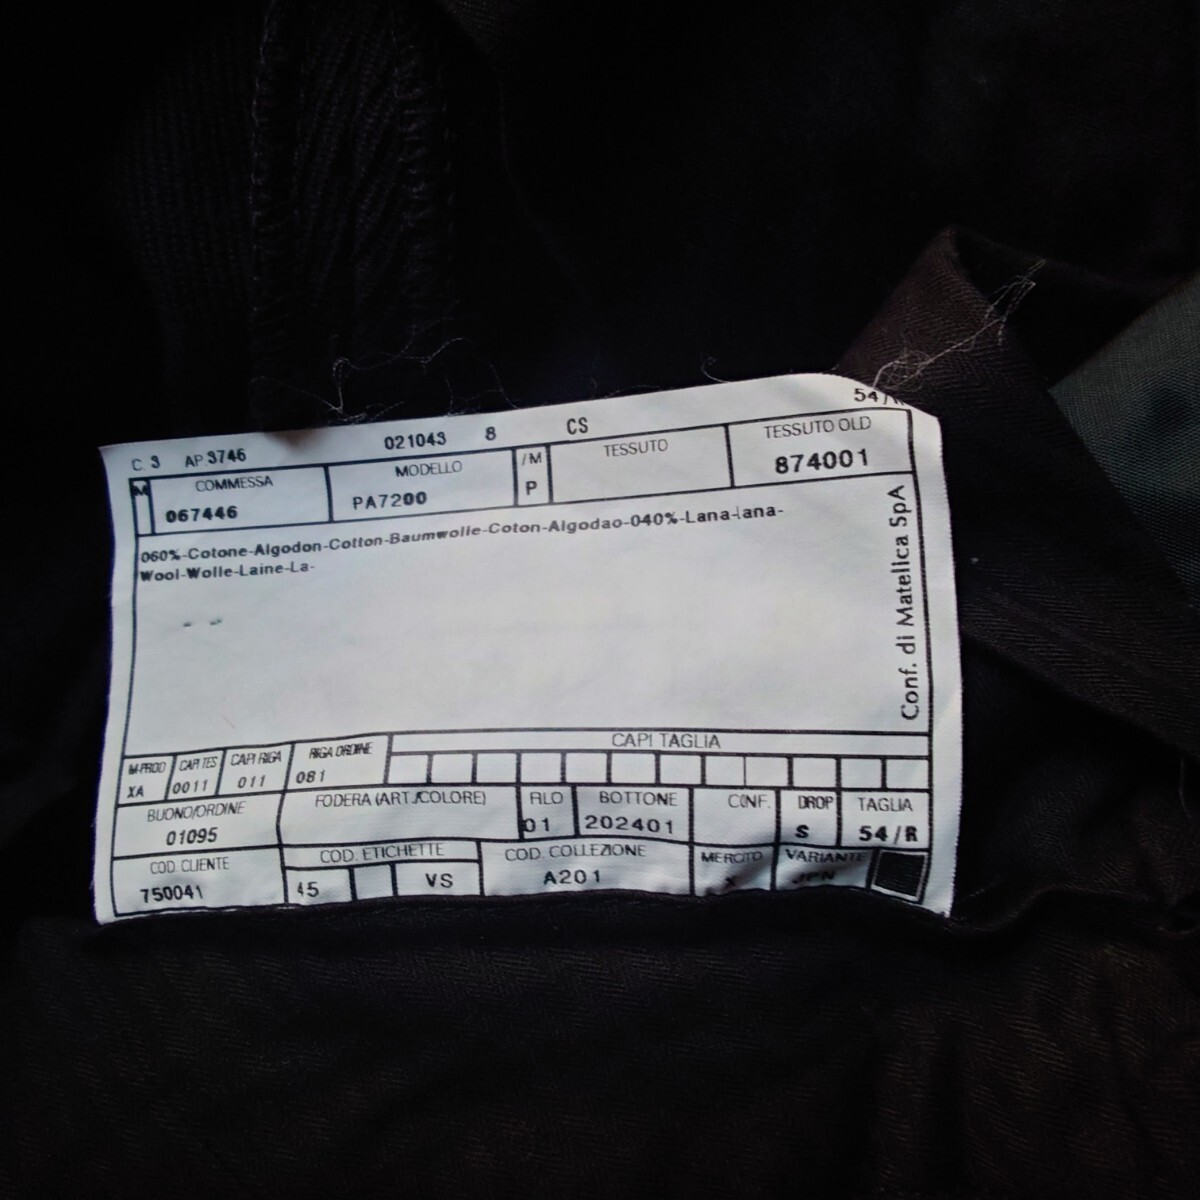 C. 3 AP.3746 021043 8 CS 54/R
M COMMESSA MODELLO /M TESSUTO TESSUTO OLD
067446 PA7200 P 874001
060%-Cotone-Algodon-Cotton-Baumwolle-Coton-Algodao-040%-Lana-Lana-
Wool-Wolle-Laine-La-
Conf. di Matelica SpA
M-PROD CAPI TES CAPI RIGA RIGA ORDINE CAPI TAGLIA
XA 0011 011 081
BUONO/ORDINE FODERA (ART./COLORE) FILO BOTTONE CONF. DROP TAGLIA
01095 01 202401 S 54/R
COD. CLIENTE COD. ETICHETTE COD. COLLEZIONE MERCATO VARIANTE
750041 45 VS A201 X JPN